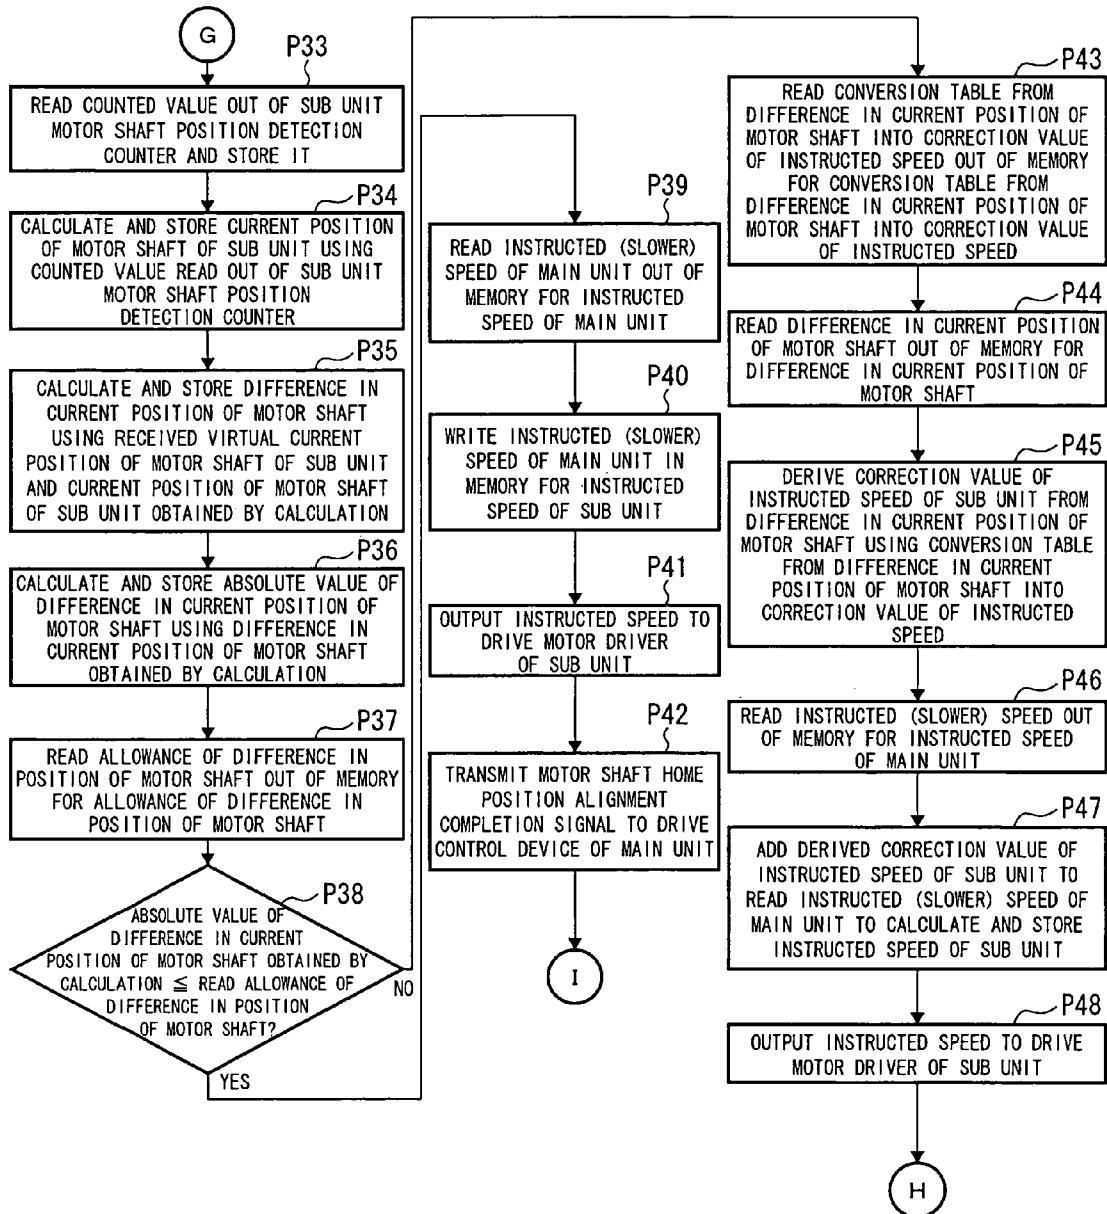 G
P33
READ COUNTED VALUE OUT OF SUB UNIT
MOTOR SHAFT POSITION DETECTION
COUNTER AND STORE IT
P34
CALCULATE AND STORE CURRENT POSITION
OF MOTOR SHAFT OF SUB UNIT USING
COUNTED VALUE READ OUT OF SUB UNIT
MOTOR SHAFT POSITION
DETECTION COUNTER
P35
CALCULATE AND STORE DIFFERENCE IN
CURRENT POSITION OF MOTOR SHAFT
USING RECEIVED VIRTUAL CURRENT
POSITION OF MOTOR SHAFT OF SUB UNIT
AND CURRENT POSITION OF MOTOR SHAFT
OF SUB UNIT OBTAINED BY CALCULATION
P36
CALCULATE AND STORE ABSOLUTE VALUE OF
DIFFERENCE IN CURRENT POSITION OF
MOTOR SHAFT USING DIFFERENCE IN
CURRENT POSITION OF MOTOR SHAFT
OBTAINED BY CALCULATION
P37
READ ALLOWANCE OF DIFFERENCE IN
POSITION OF MOTOR SHAFT OUT OF MEMORY
FOR ALLOWANCE OF DIFFERENCE IN
POSITION OF MOTOR SHAFT
P38
ABSOLUTE VALUE OF
DIFFERENCE IN CURRENT
POSITION OF MOTOR SHAFT OBTAINED BY
CALCULATION ≦ READ ALLOWANCE OF
DIFFERENCE IN POSITION
OF MOTOR SHAFT?
NO
YES
P39
READ INSTRUCTED (SLOWER)
SPEED OF MAIN UNIT OUT OF
MEMORY FOR INSTRUCTED
SPEED OF MAIN UNIT
P40
WRITE INSTRUCTED (SLOWER)
SPEED OF MAIN UNIT IN
MEMORY FOR INSTRUCTED
SPEED OF SUB UNIT
P41
OUTPUT INSTRUCTED SPEED TO
DRIVE MOTOR DRIVER
OF SUB UNIT
P42
TRANSMIT MOTOR SHAFT HOME
POSITION ALIGNMENT
COMPLETION SIGNAL TO DRIVE
CONTROL DEVICE OF MAIN UNIT
I
P43
READ CONVERSION TABLE FROM
DIFFERENCE IN CURRENT POSITION OF
MOTOR SHAFT INTO CORRECTION VALUE
OF INSTRUCTED SPEED OUT OF MEMORY
FOR CONVERSION TABLE FROM
DIFFERENCE IN CURRENT POSITION OF
MOTOR SHAFT INTO CORRECTION VALUE
OF INSTRUCTED SPEED
P44
READ DIFFERENCE IN CURRENT POSITION
OF MOTOR SHAFT OUT OF MEMORY FOR
DIFFERENCE IN CURRENT POSITION OF
MOTOR SHAFT
P45
DERIVE CORRECTION VALUE OF
INSTRUCTED SPEED OF SUB UNIT FROM
DIFFERENCE IN CURRENT POSITION OF
MOTOR SHAFT USING CONVERSION TABLE
FROM DIFFERENCE IN CURRENT
POSITION OF MOTOR SHAFT INTO
CORRECTION VALUE OF INSTRUCTED
SPEED
P46
READ INSTRUCTED (SLOWER) SPEED OUT
OF MEMORY FOR INSTRUCTED SPEED
OF MAIN UNIT
P47
ADD DERIVED CORRECTION VALUE OF
INSTRUCTED SPEED OF SUB UNIT TO
READ INSTRUCTED (SLOWER) SPEED OF
MAIN UNIT TO CALCULATE AND STORE
INSTRUCTED SPEED OF SUB UNIT
P48
OUTPUT INSTRUCTED SPEED TO DRIVE
MOTOR DRIVER OF SUB UNIT
H